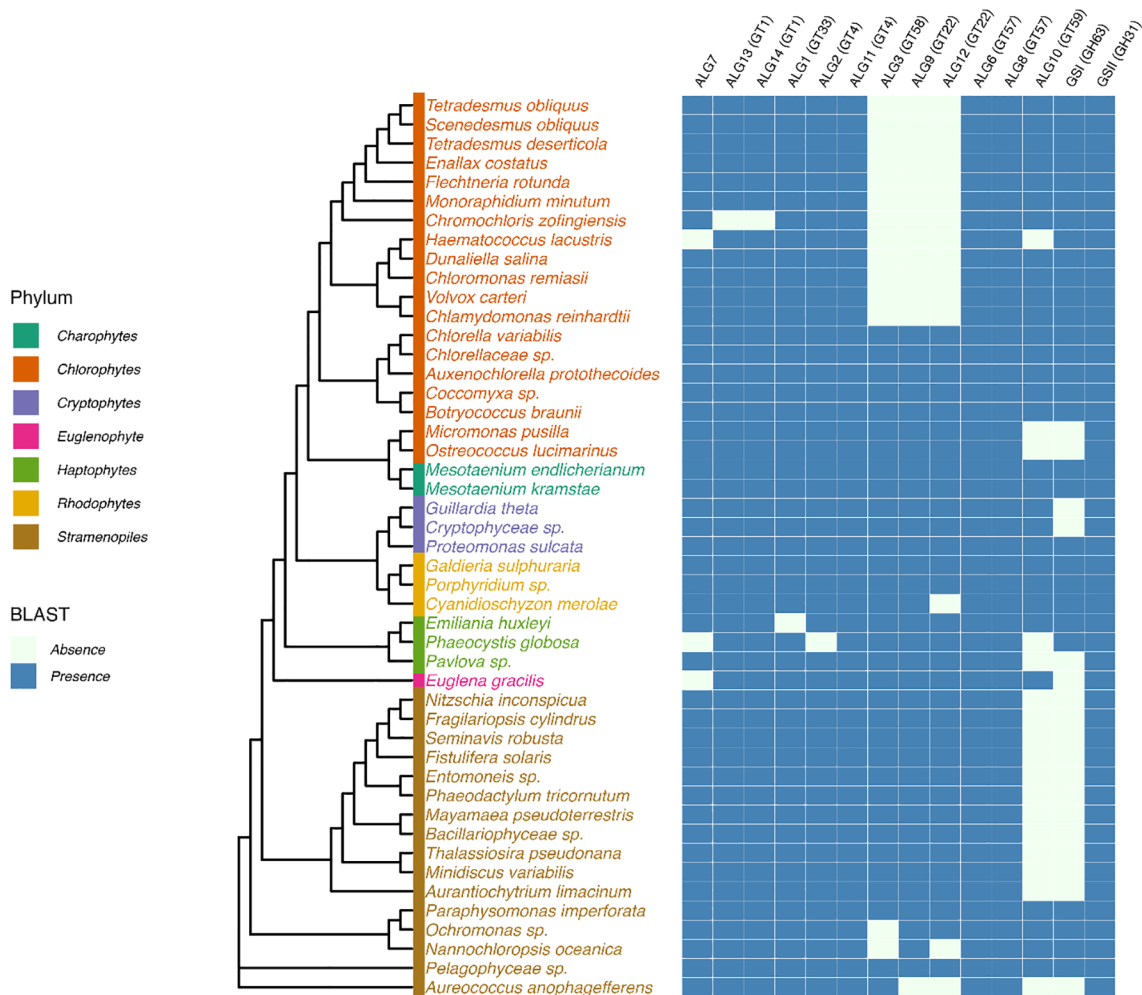 ALG7
ALG13 (GT1)
ALG14 (GT1)
ALG1 (GT33)
ALG2 (GT4)
ALG11 (GT4)
ALG3 (GT58)
ALG9 (GT22)
ALG12 (GT22)
ALG6 (GT57)
ALG8 (GT57)
ALG10 (GT59)
GSI (GH63)
GSII (GH31)
Phylum
Charophytes
Chlorophytes
Cryptophytes
Euglenophyte
Haptophytes
Rhodophytes
Stramenopiles
BLAST
Absence
Presence
Tetradesmus obliquus
Scenedesmus obliquus
Tetradesmus deserticola
Enallax costatus
Flechtneria rotunda
Monoraphidium minutum
Chromochloris zofingiensis
Haematococcus lacustris
Dunaliella salina
Chloromonas remiasii
Volvox carteri
Chlamydomonas reinhardtii
Chlorella variabilis
Chlorellaceae sp.
Auxenochlorella protothecoides
Coccomyxa sp.
Botryococcus braunii
Micromonas pusilla
Ostreococcus lucimarinus
Mesotaenium endlicherianum
Mesotaenium kramstae
Guillardia theta
Cryptophyceae sp.
Proteomonas sulcata
Galdieria sulphuraria
Porphyridium sp.
Cyanidioschyzon merolae
Emiliania huxleyi
Phaeocystis globosa
Pavlova sp.
Euglena gracilis
Nitzschia inconspicua
Fragilariopsis cylindrus
Seminavis robusta
Fistulifera solaris
Entomoneis sp.
Phaeodactylum tricornutum
Mayamaea pseudoterrestris
Bacillariophyceae sp.
Thalassiosira pseudonana
Minidiscus variabilis
Aurantiochytrium limacinum
Paraphysomonas imperforata
Ochromonas sp.
Nannochloropsis oceanica
Pelagophyceae sp.
Aureococcus anophagefferens